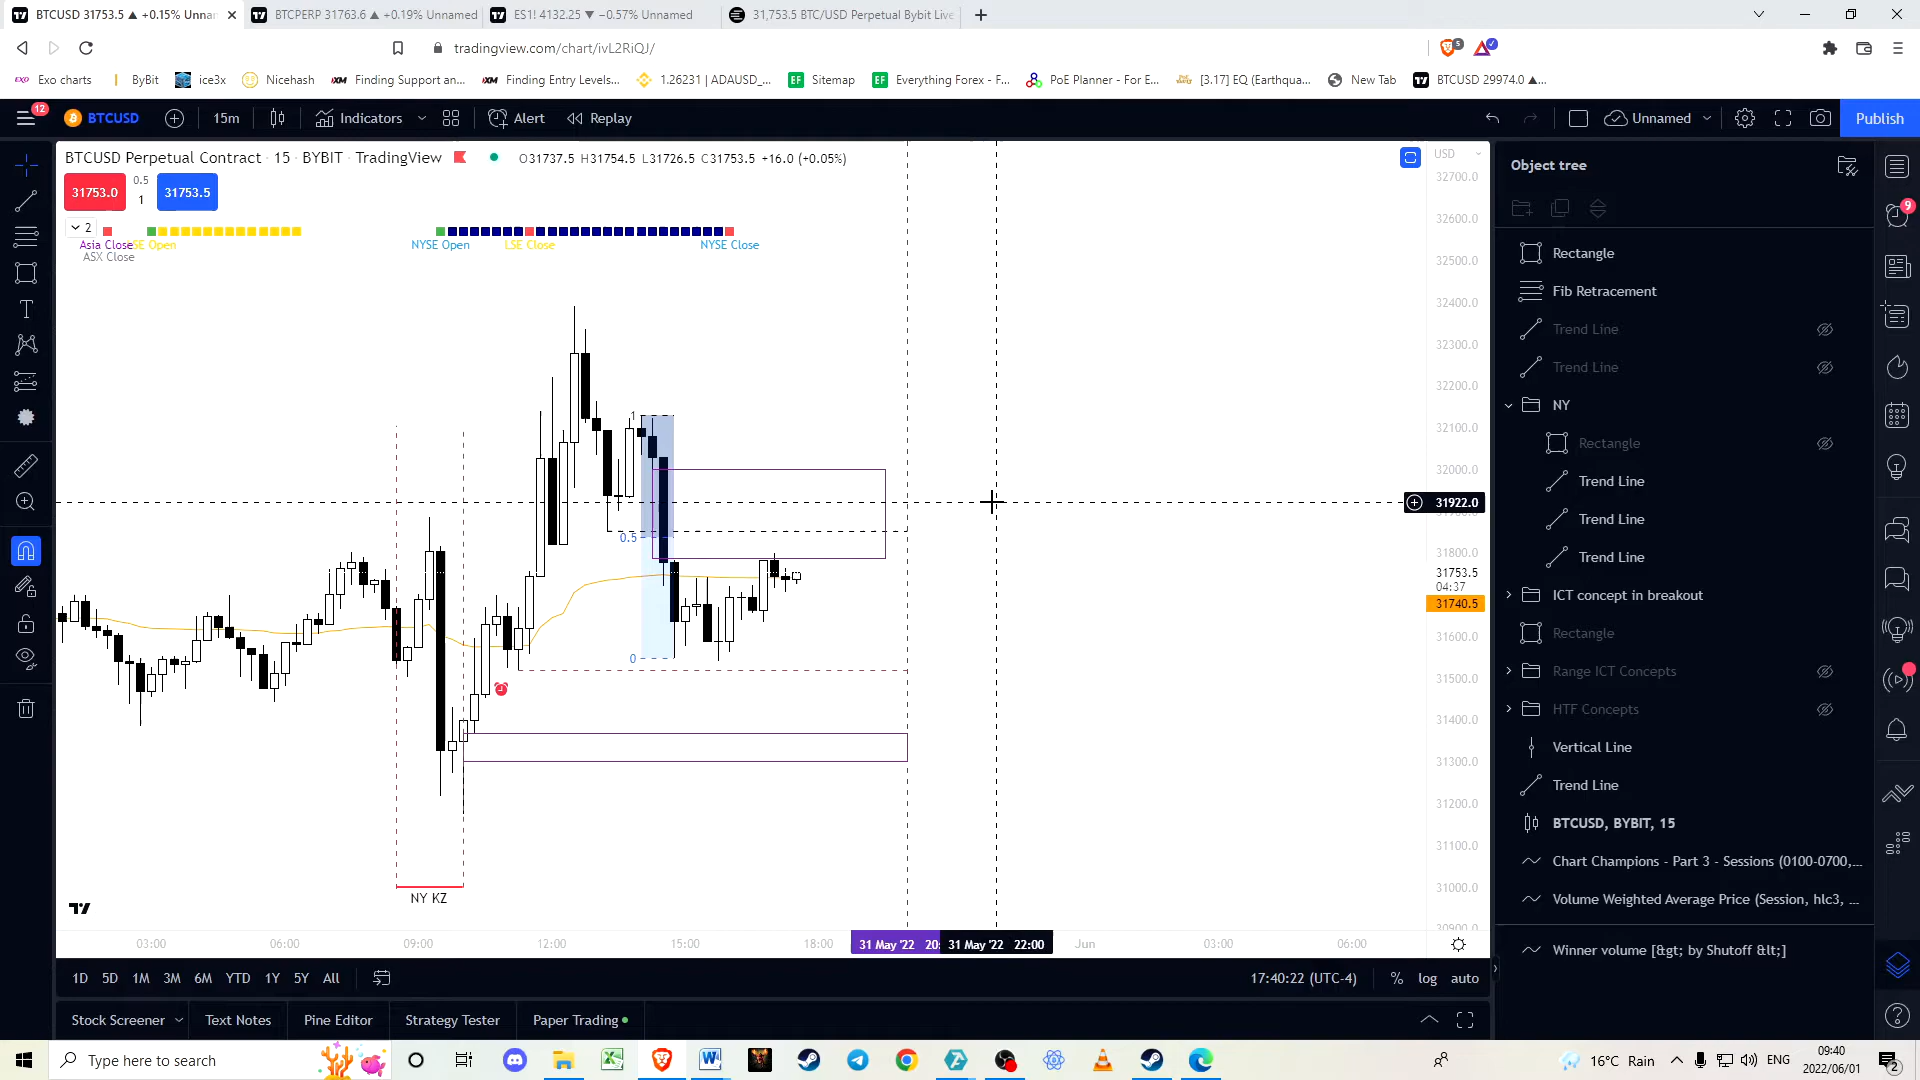 BTCUSD 31753.5 ▲ +0.15% Unnam
BTCPERP 31763.6 ▲ +0.19% Unnamed
ES1! 4132.25 ▼ −0.57% Unnamed
31,753.5 BTC/USD Perpetual Bybit Live
tradingview.com/chart/ivL2RiQJ/
5
Exo charts
ByBit
ice3x
Nicehash
Finding Support an...
Finding Entry Levels...
1.26231 | ADAUSD_...
Sitemap
Everything Forex - F...
PoE Planner - For E...
[3.17] EQ (Earthqua...
New Tab
BTCUSD 29974.0 ▲...
12
BTCUSD
15m
Indicators
Alert
Replay
Unnamed
Publish
BTCUSD Perpetual Contract · 15 · BYBIT · TradingView
O31737.5 H31754.5 L31726.5 C31753.5 +16.0 (+0.05%)
31753.0
0.5
1
31753.5
2
Asia Close
SE Open
ASX Close
NYSE Open
LSE Close
NYSE Close
1
0.5
0
NY KZ
USD
32700.0
32600.0
32500.0
32400.0
32300.0
32200.0
32100.0
32000.0
31922.0
31800.0
31753.5
04:37
31740.5
31600.0
31500.0
31400.0
31300.0
31200.0
31100.0
31000.0
30900.0
03:00
06:00
09:00
12:00
15:00
18:00
31 May '22 20:
31 May '22 22:00
Jun
03:00
06:00
1D
5D
1M
3M
6M
YTD
1Y
5Y
All
17:40:22 (UTC-4)
%
log
auto
Stock Screener
Text Notes
Pine Editor
Strategy Tester
Paper Trading
Object tree
Rectangle
Fib Retracement
Trend Line
Trend Line
NY
Rectangle
Trend Line
Trend Line
Trend Line
ICT concept in breakout
Rectangle
Range ICT Concepts
HTF Concepts
Vertical Line
Trend Line
BTCUSD, BYBIT, 15
Chart Champions - Part 3 - Sessions (0100-0700,...
Volume Weighted Average Price (Session, hlc3, ...
Winner volume [&gt; by Shutoff &lt;]
9
Type here to search
16°C Rain
ENG
09:40
2022/06/01
2